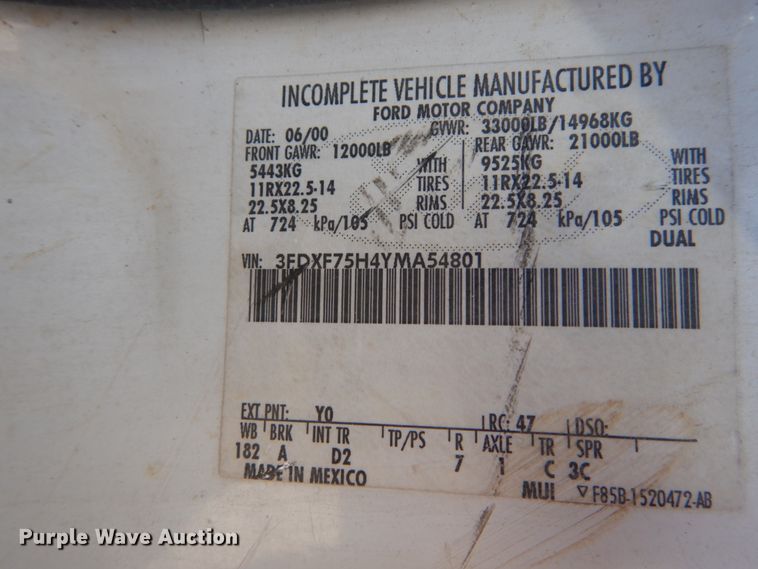 INCOMPLETE VEHICLE MANUFACTURED BY
FORD MOTOR COMPANY
DATE: 06/00 GVWR: 33000LB/14968KG
FRONT GAWR: 12000LB REAR GAWR: 21000LB
5443KG WITH 9525KG WITH
11RX22.5-14 TIRES 11RX22.5-14 TIRES
22.5X8.25 RIMS 22.5X8.25 RIMS
AT 724 kPa/105 PSI COLD AT 724 kPa/105 PSI COLD
DUAL
VIN: 3FDXF75H4YMA54801
EXT PNT: YO RC: 47 DSO:
WB BRK INT TR TP/PS R AXLE TR SPR
182 A D2 7 1 C 3C
MADE IN MEXICO
MUI ▽ F85B-1520472-AB
Purple Wave Auction